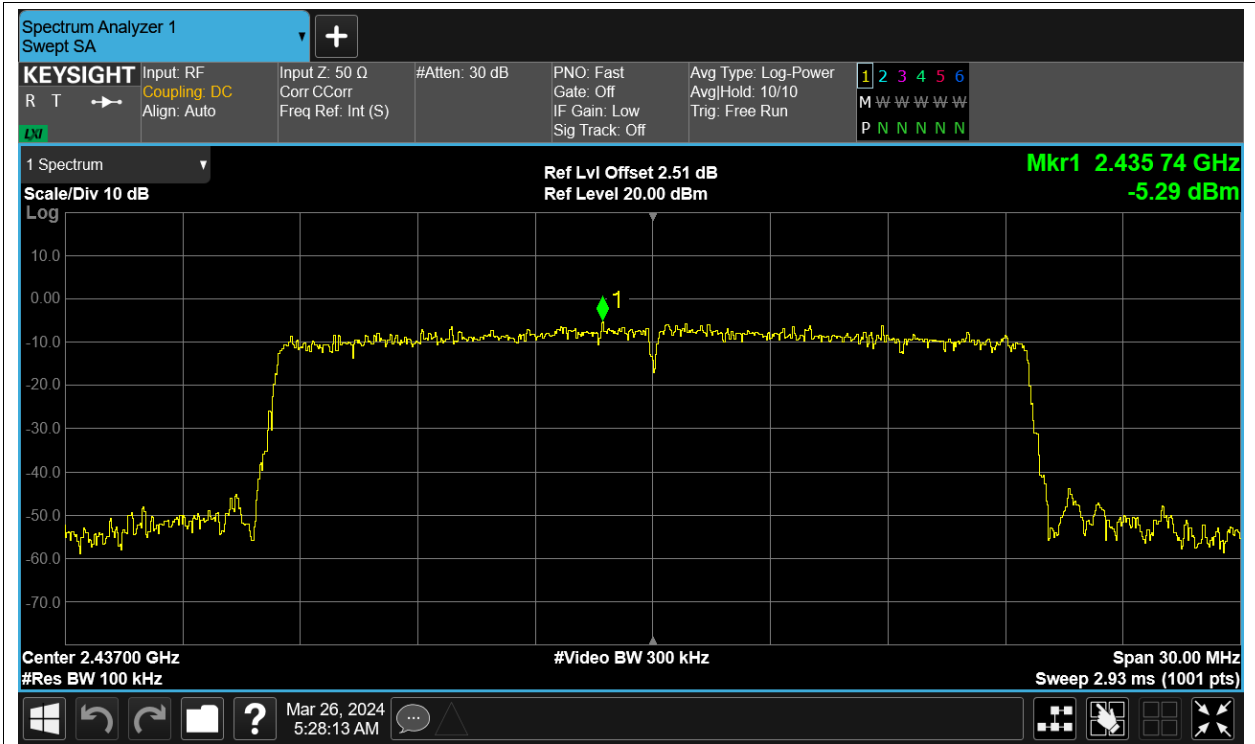 Spectrum Analyzer 1
Swept SA
+
KEYSIGHT
R T
LXI
Input: RF
Coupling: DC
Align: Auto
Input Z: 50 Ω
Corr CCorr
Freq Ref: Int (S)
#Atten: 30 dB
PNO: Fast
Gate: Off
IF Gain: Low
Sig Track: Off
Avg Type: Log-Power
Avg|Hold: 10/10
Trig: Free Run
1 2 3 4 5 6
M W W W W W
P N N N N N
1 Spectrum
Scale/Div 10 dB
Ref Lvl Offset 2.51 dB
Ref Level 20.00 dBm
Mkr1 2.435 74 GHz
-5.29 dBm
Log
10.0
0.00
-10.0
-20.0
-30.0
-40.0
-50.0
-60.0
-70.0
1
Center 2.43700 GHz
#Res BW 100 kHz
#Video BW 300 kHz
Span 30.00 MHz
Sweep 2.93 ms (1001 pts)
?
Mar 26, 2024
5:28:13 AM